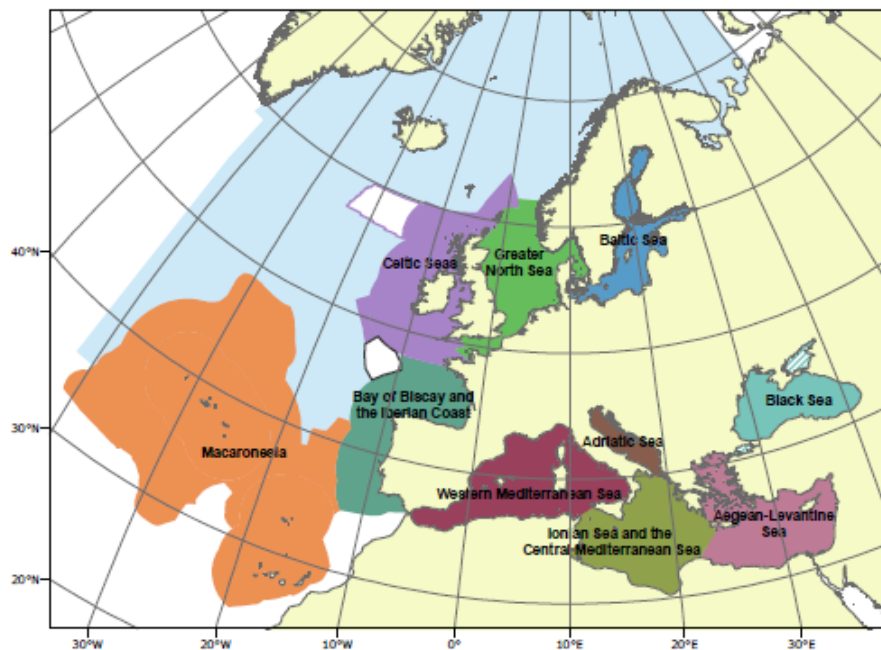 40°N
30°N
20°N
Celtic Seas
Greater
North Sea
Baltic Sea
Bay of Biscay and
the Iberian Coast
Black Sea
Macaronesia
Adriatic Sea
Western Mediterranean Sea
Ionian Sea and the
Central Mediterranean Sea
Aegean-Levantine
Sea
30°W
20°W
10°W
0°
10°E
20°E
30°E